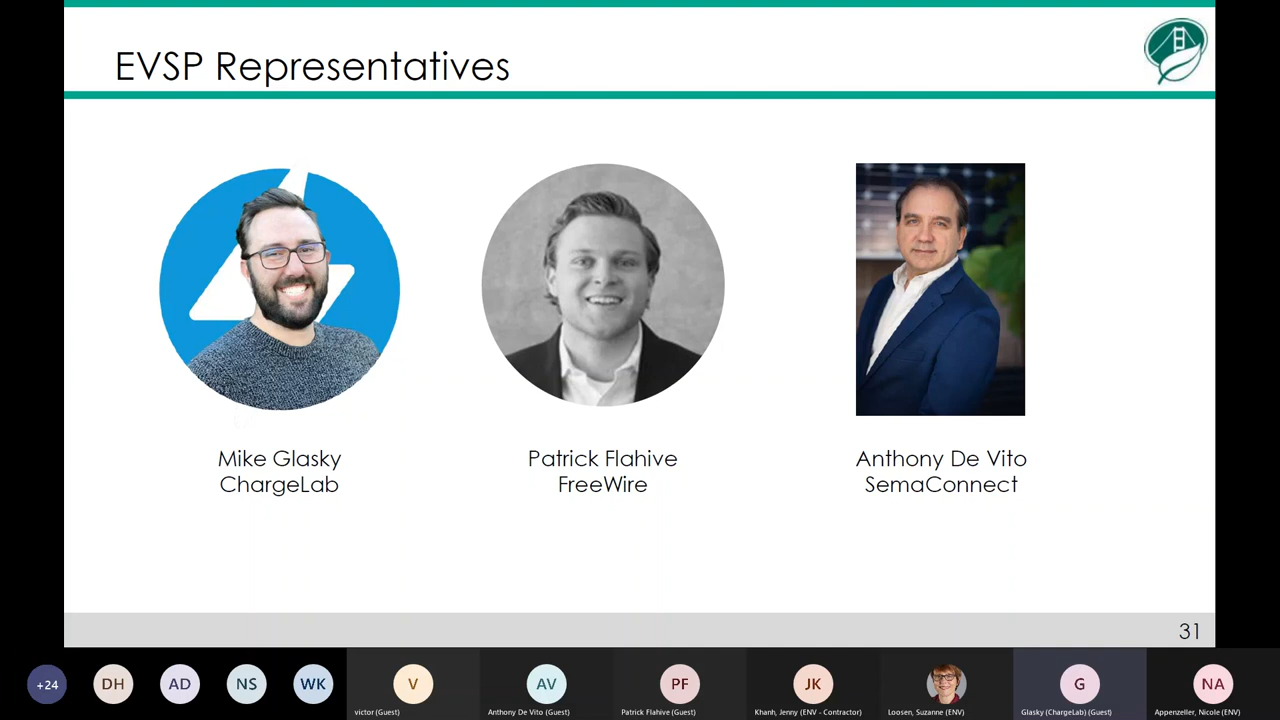 EVSP Representatives
Mike Glasky
ChargeLab
Patrick Flahive
FreeWire
Anthony De Vito
SemaConnect
31
+24
DH
AD
NS
WK
V
AV
PF
JK
G
NA
victor (Guest)
Anthony De Vito (Guest)
Patrick Flahive (Guest)
Khanh, Jenny (ENV - Contractor)
Loosen, Suzanne (ENV)
Glasky (ChargeLab) (Guest)
Appenzeller, Nicole (ENV)